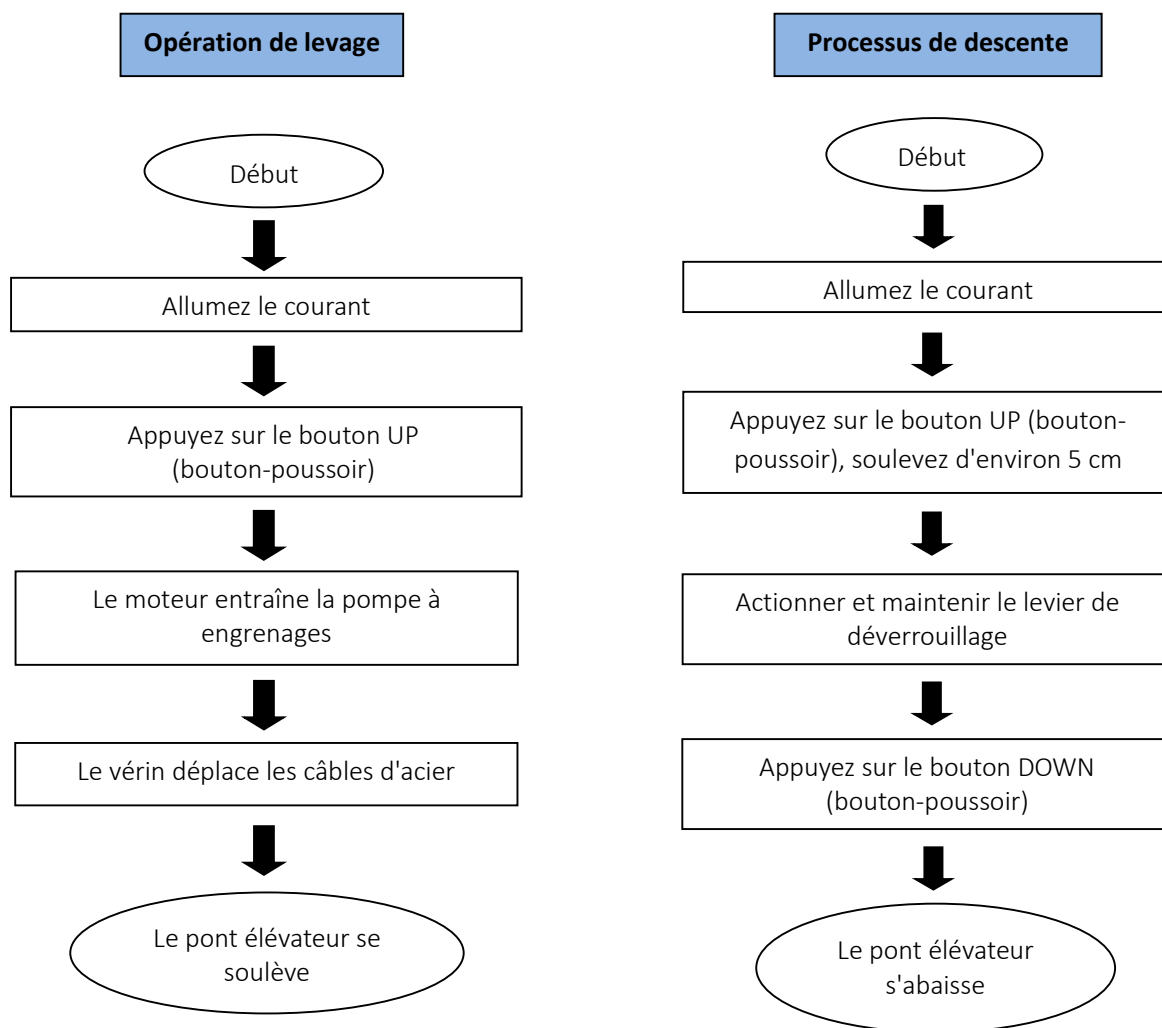 Opération de levage
Début
Allumez le courant
Appuyez sur le bouton UP
(bouton-poussoir)
Le moteur entraîne la pompe à
engrenages
Le vérin déplace les câbles d'acier
Le pont élévateur se
soulève
Processus de descente
Début
Allumez le courant
Appuyez sur le bouton UP (bouton-
poussoir), soulevez d'environ 5 cm
Actionner et maintenir le levier de
déverrouillage
Appuyez sur le bouton DOWN
(bouton-poussoir)
Le pont élévateur
s'abaisse